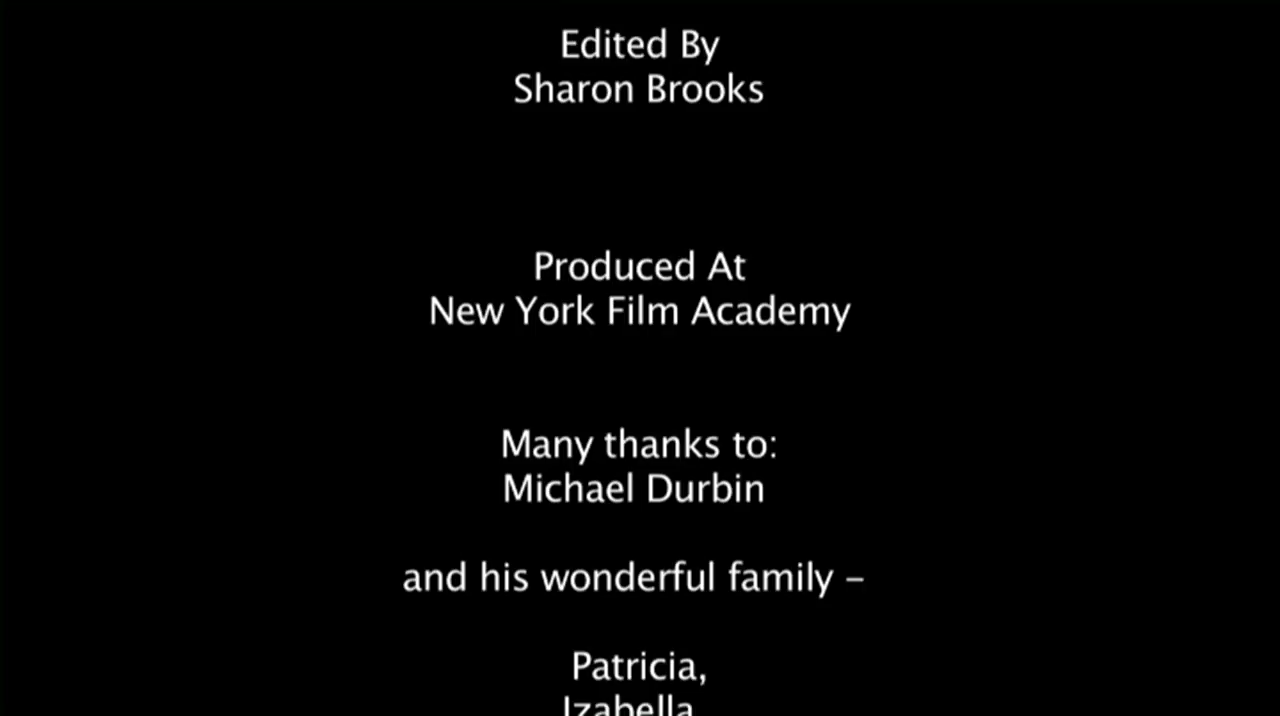 Edited By
Sharon Brooks
Produced At
New York Film Academy
Many thanks to:
Michael Durbin
and his wonderful family –
Patricia,
Izabella